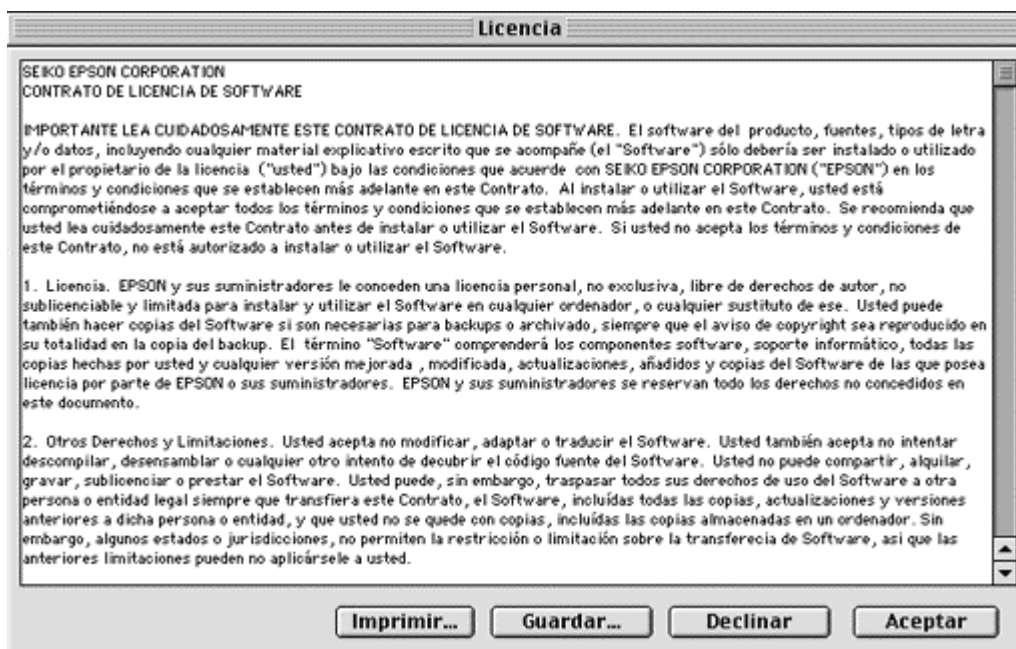 Licencia
SEIKO EPSON CORPORATION
CONTRATO DE LICENCIA DE SOFTWARE
IMPORTANTE LEA CUIDADOSAMENTE ESTE CONTRATO DE LICENCIA DE SOFTWARE. El software del producto, fuentes, tipos de letra
y/o datos, incluyendo cualquier material explicativo escrito que se acompañe (el "Software") sólo debería ser instalado o utilizado
por el propietario de la licencia ("usted") bajo las condiciones que acuerde con SEIKO EPSON CORPORATION ("EPSON") en los
términos y condiciones que se establecen más adelante en este Contrato. Al instalar o utilizar el Software, usted está
comprometiéndose a aceptar todos los términos y condiciones que se establecen más adelante en este Contrato. Se recomienda que
usted lea cuidadosamente este Contrato antes de instalar o utilizar el Software. Si usted no acepta los términos y condiciones de
este Contrato, no está autorizado a instalar o utilizar el Software.
1. Licencia. EPSON y sus suministradores le conceden una licencia personal, no exclusiva, libre de derechos de autor, no
sublicenciable y limitada para instalar y utilizar el Software en cualquier ordenador, o cualquier sustituto de ese. Usted puede
también hacer copias del Software si son necesarias para backups o archivado, siempre que el aviso de copyright sea reproducido en
su totalidad en la copia del backup. El término "Software" comprenderá los componentes software, soporte informático, todas las
copias hechas por usted y cualquier versión mejorada , modificada, actualizaciones, añadidos y copias del Software de las que posea
licencia por parte de EPSON o sus suministradores. EPSON y sus suministradores se reservan todo los derechos no concedidos en
este documento.
2. Otros Derechos y Limitaciones. Usted acepta no modificar, adaptar o traducir el Software. Usted también acepta no intentar
descompilar, desensamblar o cualquier otro intento de decubrir el código fuente del Software. Usted no puede compartir, alquilar,
gravar, sublicenciar o prestar el Software. Usted puede, sin embargo, traspasar todos sus derechos de uso del Software a otra
persona o entidad legal siempre que transfiera este Contrato, el Software, incluídas todas las copias, actualizaciones y versiones
anteriores a dicha persona o entidad, y que usted no se quede con copias, incluídas las copias almacenadas en un ordenador. Sin
embargo, algunos estados o jurisdicciones, no permiten la restricción o limitación sobre la transferecia de Software, asi que las
anteriores limitaciones pueden no aplicársele a usted.
Imprimir... Guardar... Declinar Aceptar